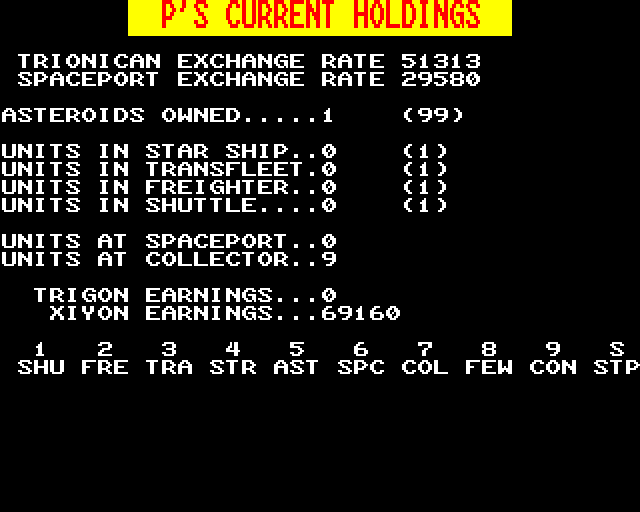 P'S CURRENT HOLDINGS
TRIONICAN EXCHANGE RATE 51313
SPACEPORT EXCHANGE RATE 29580
ASTEROIDS OWNED.....1 (99)
UNITS IN STAR SHIP..0 (1)
UNITS IN TRANSFLEET.0 (1)
UNITS IN FREIGHTER..0 (1)
UNITS IN SHUTTLE....0 (1)
UNITS AT SPACEPORT..0
UNITS AT COLLECTOR..9
TRIGON EARNINGS...0
XIYON EARNINGS...69160
1 2 3 4 5 6 7 8 9 S
SHU FRE TRA STR AST SPC COL FEW CON STP